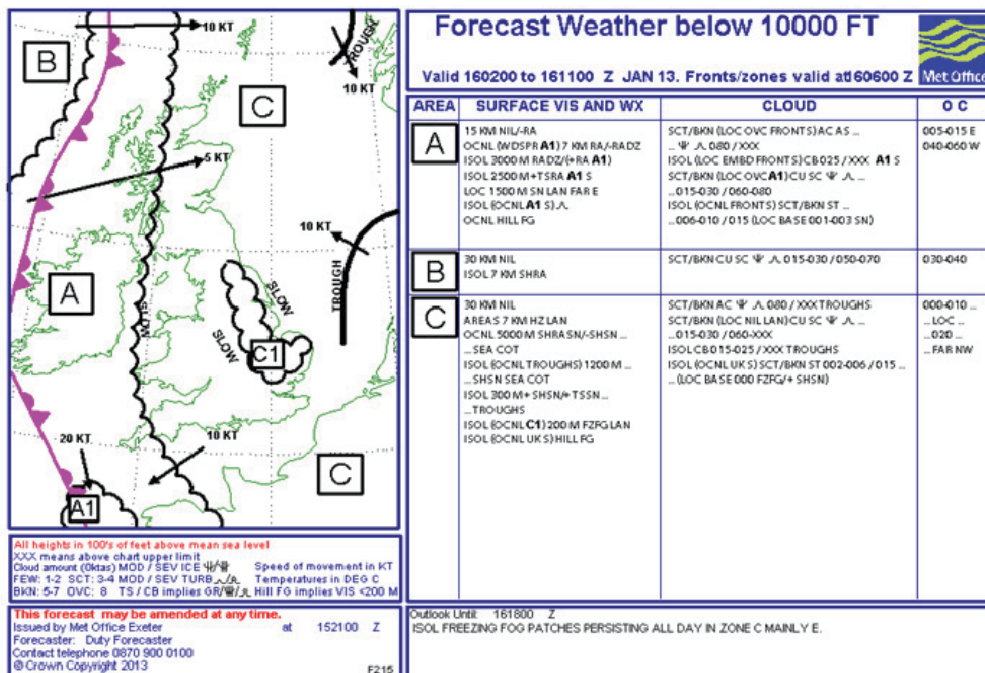 Forecast Weather below 10000 FT
Valid 160200 to 161100 Z JAN 13. Fronts/zones valid at 160600 Z
Met Office
10 KT
B
C
TROUGH
10 KT
5 KT
10 KT
A
SLOW
SLOW
SLOW
TROUGH
C1
20 KT
10 KT
C
A1
AREA SURFACE VIS AND WX CLOUD O C
A
15 KM NIL/-RA
OCNL (WDSPR A1) 7 KM RA/-RADZ
ISOL 3000 M RADZ/(+RA A1)
ISOL 2500 M +TSRA A1 S
LOC 1500 M SN LAN FAR E
ISOL (OCNL A1 S)
OCNL HILL FG
SCT/BKN (LOC OVC FRONTS) AC AS ...
... 080 / XXX
ISOL (LOC EMBD FRONTS) CB 025 / XXX A1 S
SCT/BKN (LOC OVC A1) CU SC ...
...015-030 / 060-080
ISOL (OCNL FRONTS) SCT/BKN ST ...
...006-010 / 015 (LOC BASE 001-003 SN)
005-015 E
040-060 W
B
30 KM NIL
ISOL 7 KM SHRA
SCT/BKN CU SC 015-030 / 050-070
030-040
C
30 KM NIL
AREAS 7 KM HZ LAN
OCNL 5000 M SHRASN/-SHSN ...
...SEA COT
ISOL (OCNL TROUGHS) 1200 M ...
...SHSN SEA COT
ISOL 300 M +SHSN/+TSSN ...
...TROUGHS
ISOL (OCNL C1) 200 M FZFG LAN
ISOL (OCNL UK S) HILL FG
SCT/BKN AC 080 / XXX TROUGHS
SCT/BKN (LOC NIL LAN) CU SC ...
...015-030 / 060-XXX
ISOL CB 015-025 / XXX TROUGHS
ISOL (OCNL UK S) SCT/BKN ST 002-006 / 015 ...
...(LOC BASE 000 FZFG/+SHSN)
000-010 ...
...LOC ...
...020 ...
...FAR NW
All heights in 100's of feet above mean sea level
XXX means above chart upper limit
Cloud amount (Oktas) MOD / SEV ICE Speed of movement in KT
FEW: 1-2 SCT: 3-4 MOD / SEV TURB Temperatures in DEG C
BKN: 5-7 OVC: 8 TS / CB implies GR/ Hill FG implies VIS <200 M
This forecast may be amended at any time.
Issued by Met Office Exeter at 152100 Z
Forecaster: Duty Forecaster
Contact telephone 0870 900 0100
© Crown Copyright 2013
F215
Outlook Until: 161800 Z
ISOL FREEZING FOG PATCHES PERSISTING ALL DAY IN ZONE C MAINLY E.